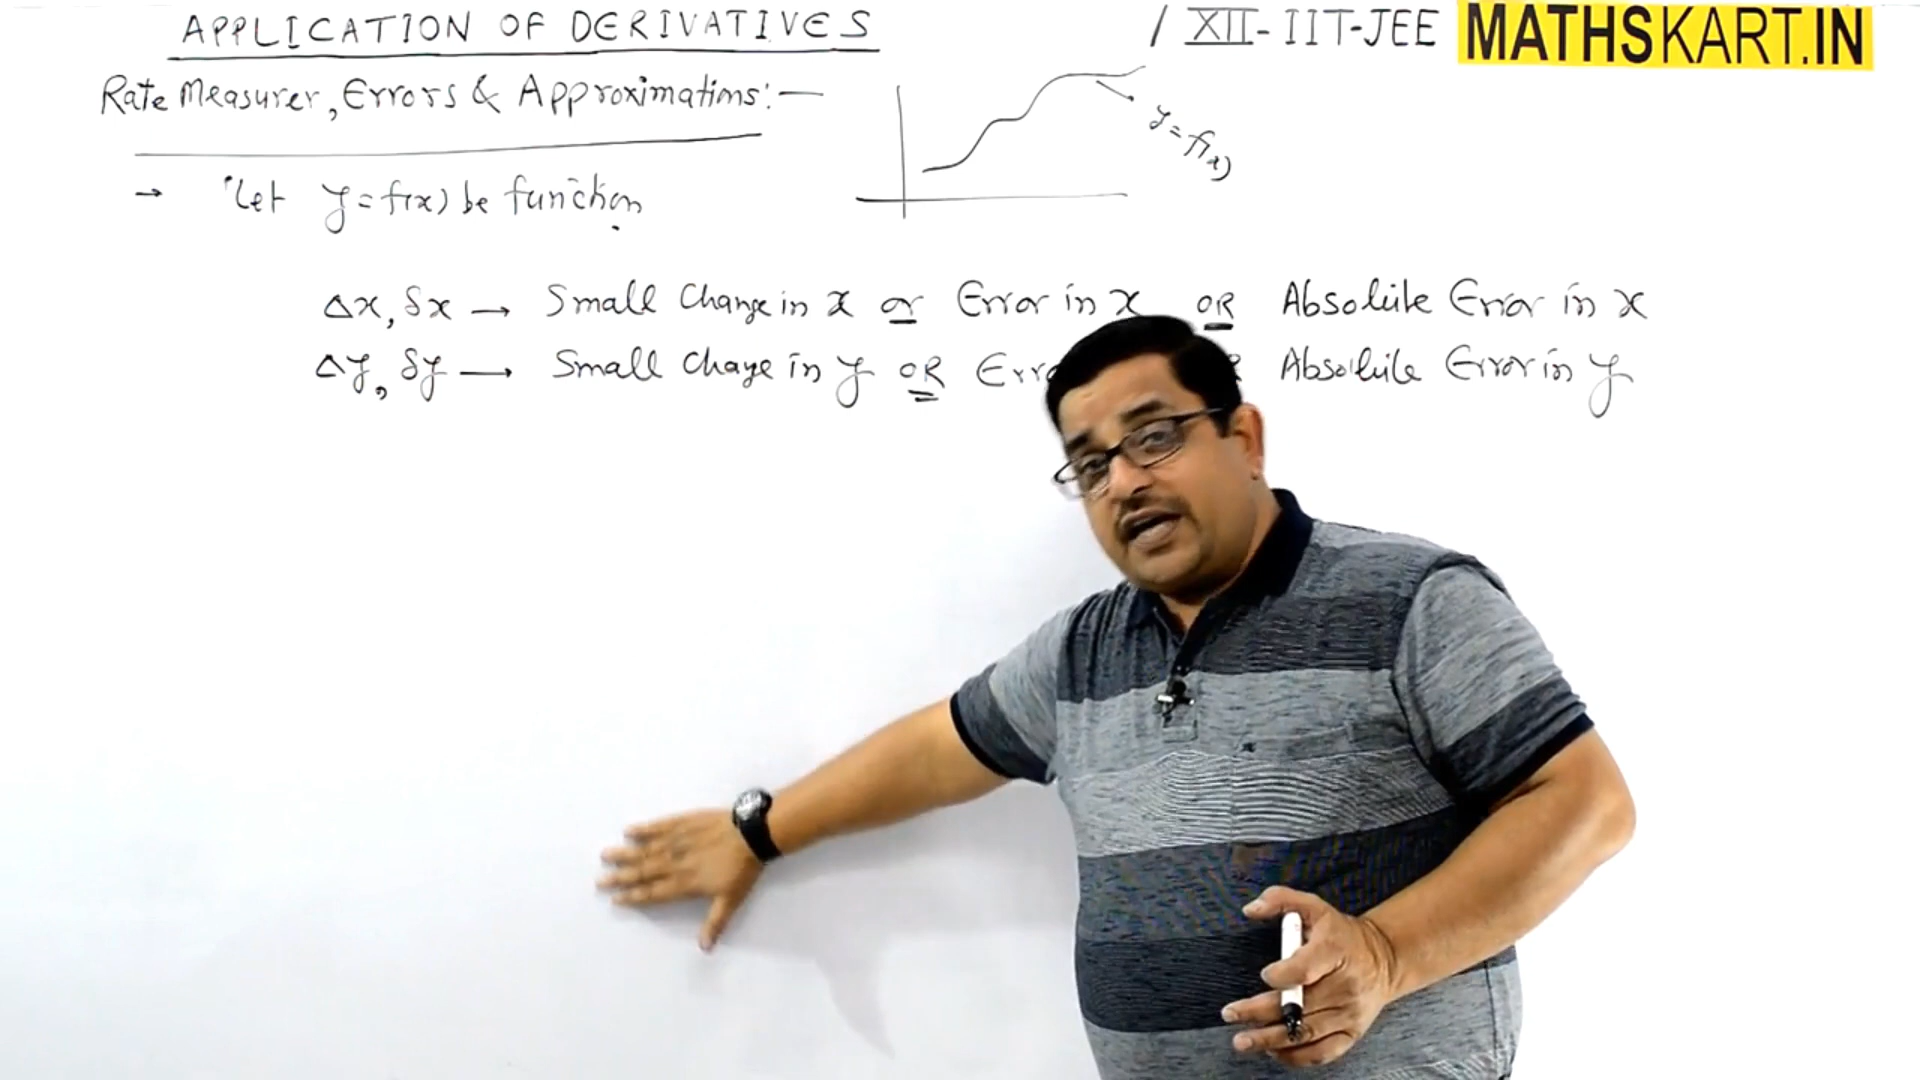 APPLICATION OF DERIVATIVES / XII-IIT-JEE MATHSKART.IN
Rate Measurer, Errors & Approximations:—
y=f(x)
→ Let y=f(x) be function
Δx, δx → Small Change in x or Error in x OR Absolute Error in x
Δy, δy → Small Change in y OR Absolute Error in y